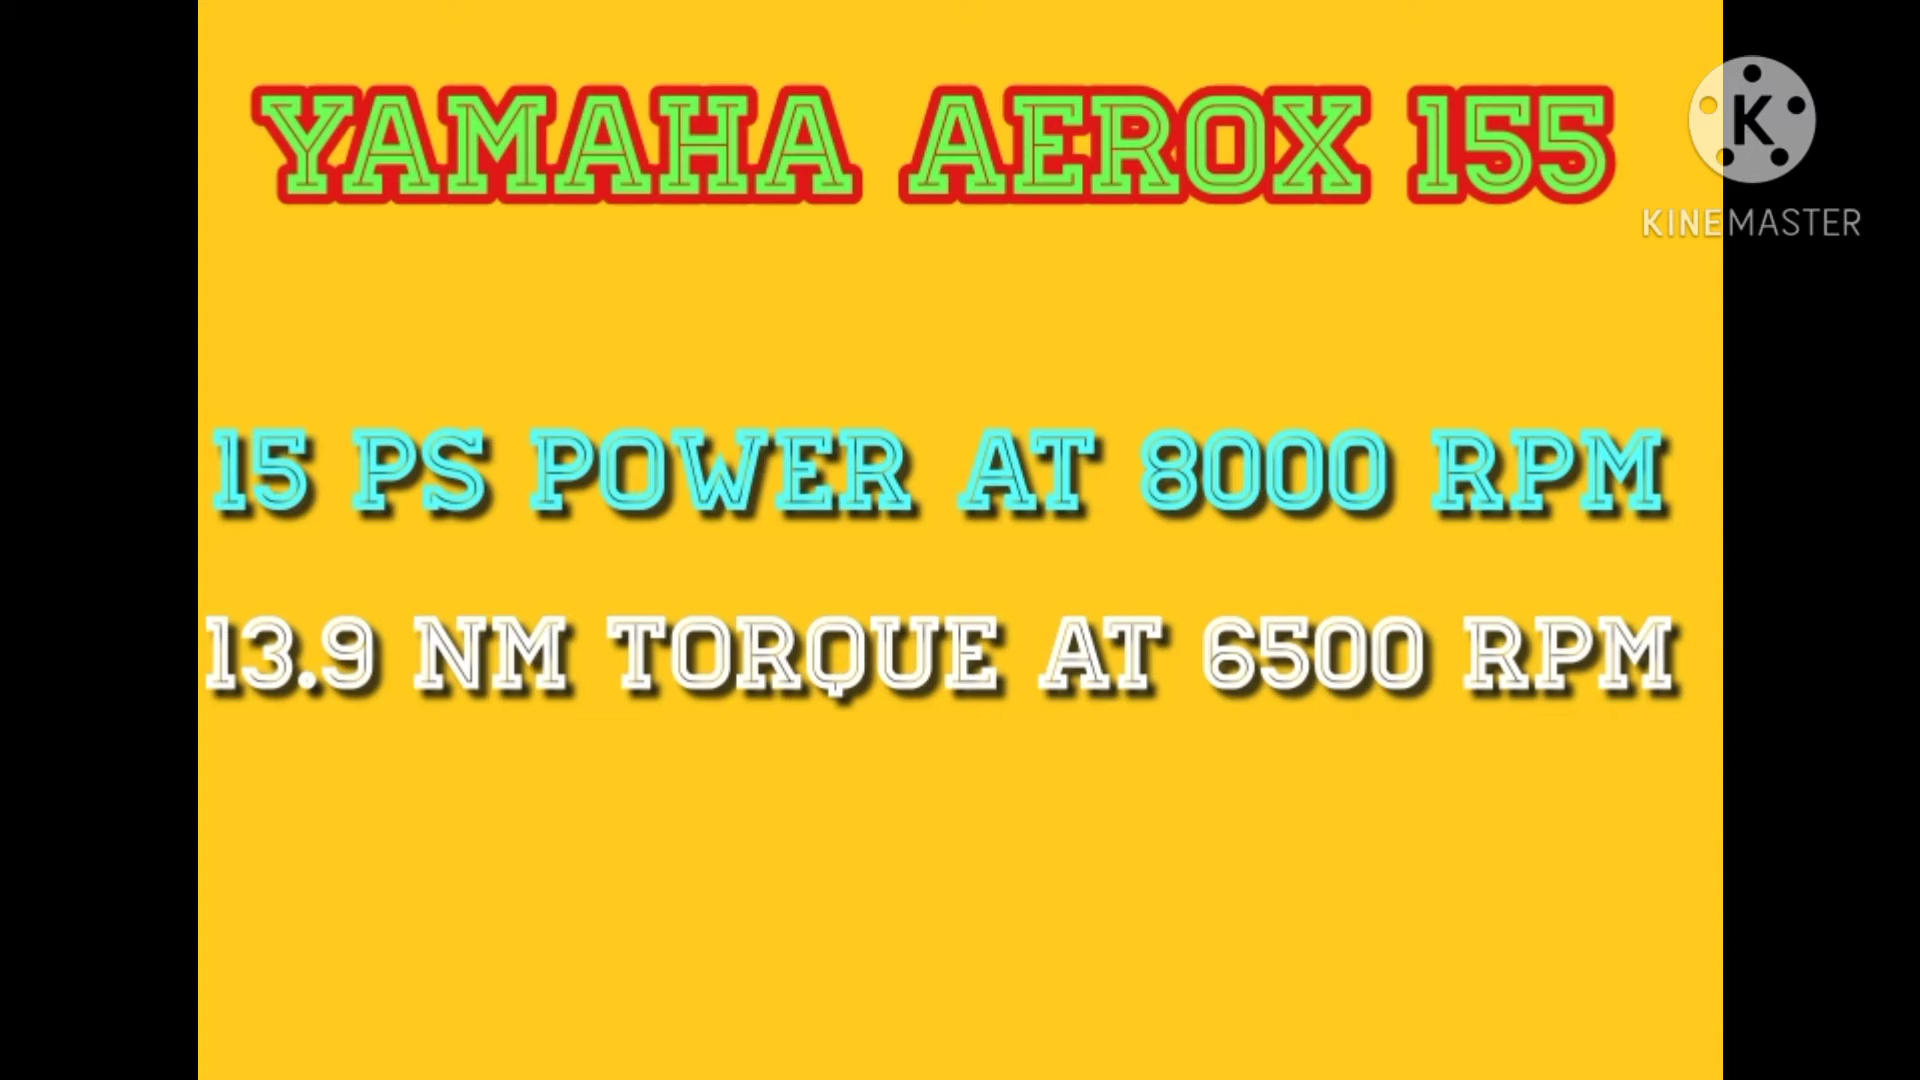 YAMAHA AEROX 155
K
KINEMASTER
15 PS POWER AT 8000 RPM
13.9 NM TORQUE AT 6500 RPM